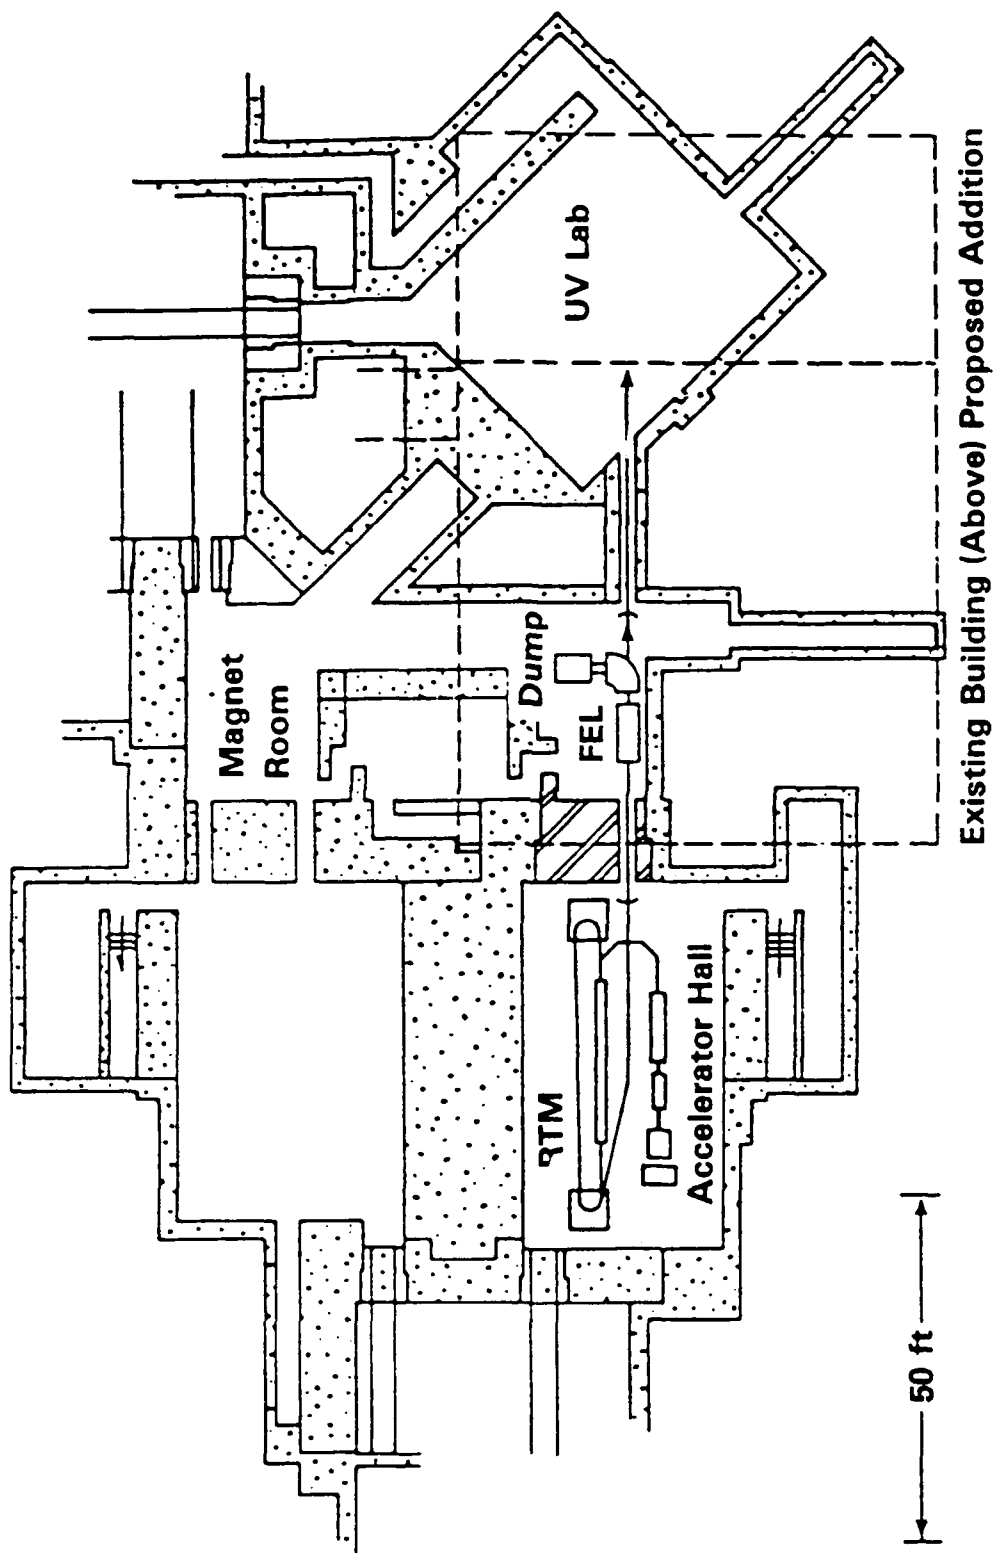 Magnet
Room
UV Lab
Dump
FEL
RTM
Accelerator Hall
50 ft
Existing Building (Above) Proposed Addition